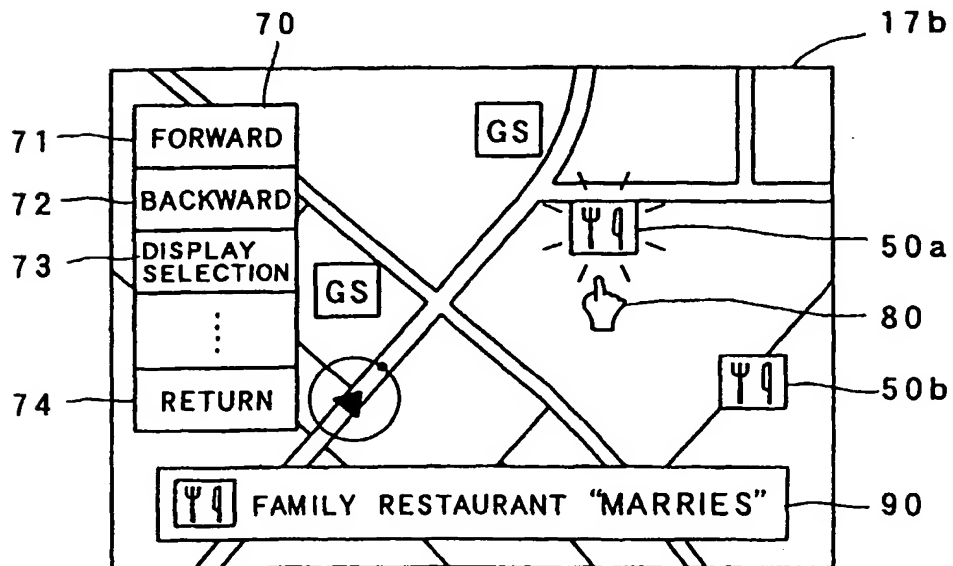 70
17b
71
FORWARD
GS
72
BACKWARD
73
DISPLAY
SELECTION
50a
GS
80
74
RETURN
50b
FAMILY RESTAURANT "MARRIES"
90